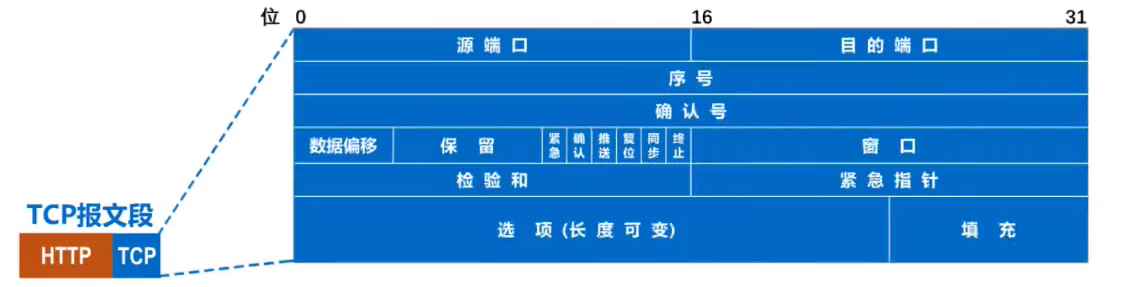 位 0 16 31
源端口 目的端口
序号
确认号
数据偏移 保留 紧急 确认 推送 复位 同步 终止 窗口
检验和 紧急指针
选项(长度可变) 填充
TCP报文段
HTTP TCP